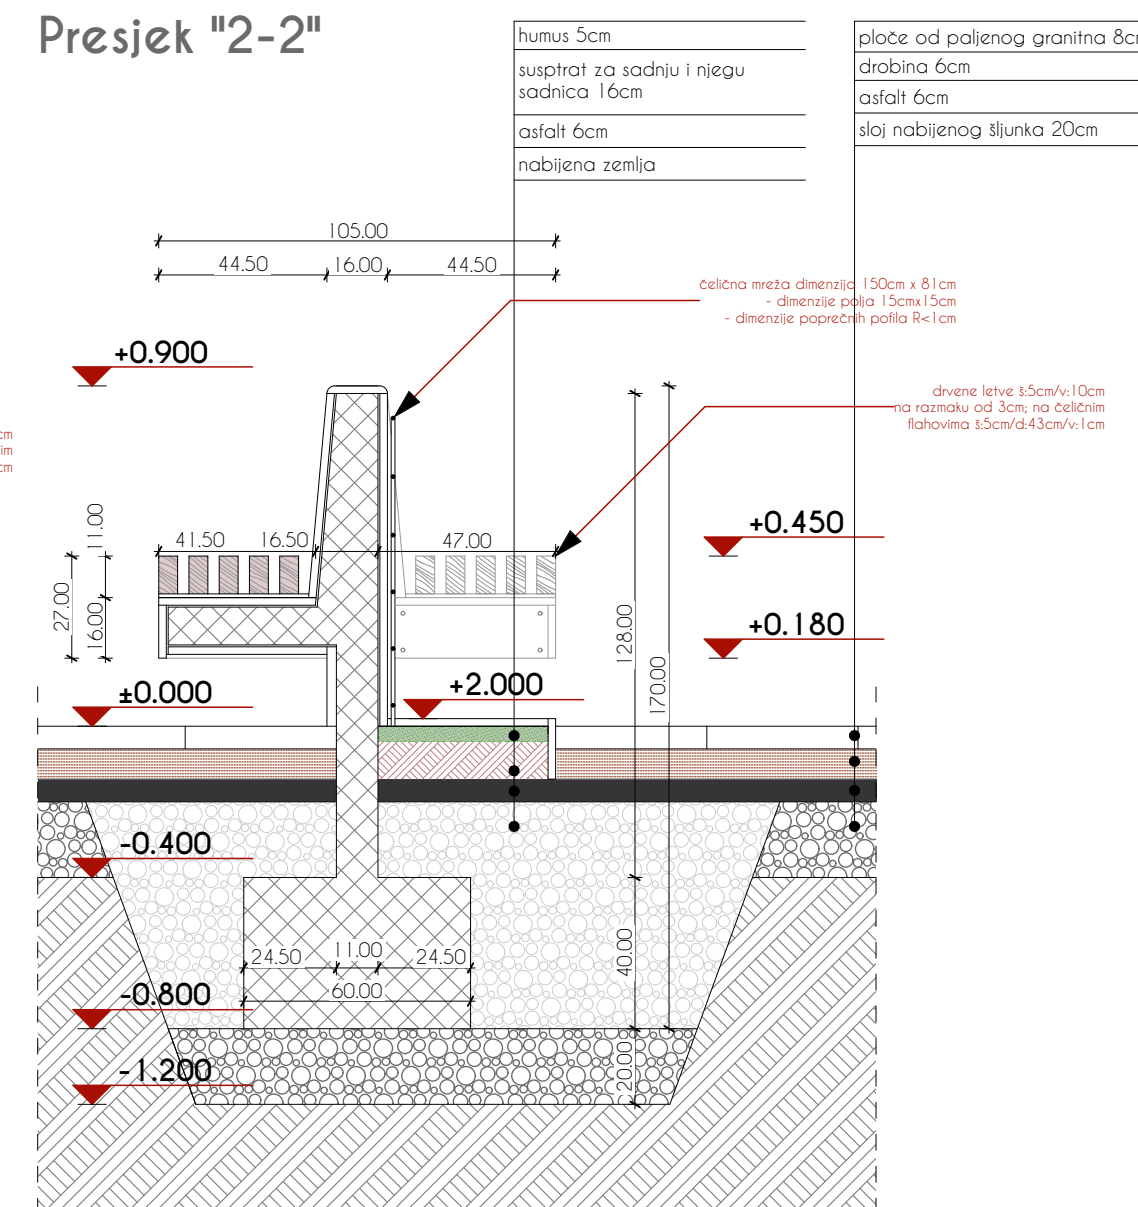 Presjek "2-2"
humus 5cm
susptrat za sadnju i njegu
sadnica 16cm
asfalt 6cm
nabijena zemlja
ploče od paljenog granitna 8cm
drobina 6cm
asfalt 6cm
sloj nabijenog šljunka 20cm
105.00
44.50
16.00
44.50
čelična mreža dimenzija 150cm x 81cm
- dimenzije polja 15cmx15cm
- dimenzije poprečnih pofila R<1cm
+0.900
drvene letve š:5cm/v:10cm
na razmaku od 3cm; na čeličnim
flahovima š:5cm/d:43cm/v:1cm
cm
im
cm
41.50
16.50
47.00
11.00
27.00
16.00
+0.450
+0.180
128.00
170.00
±0.000
+2.000
-0.400
24.50
11.00
24.50
60.00
40.00
-0.800
20.00
-1.200